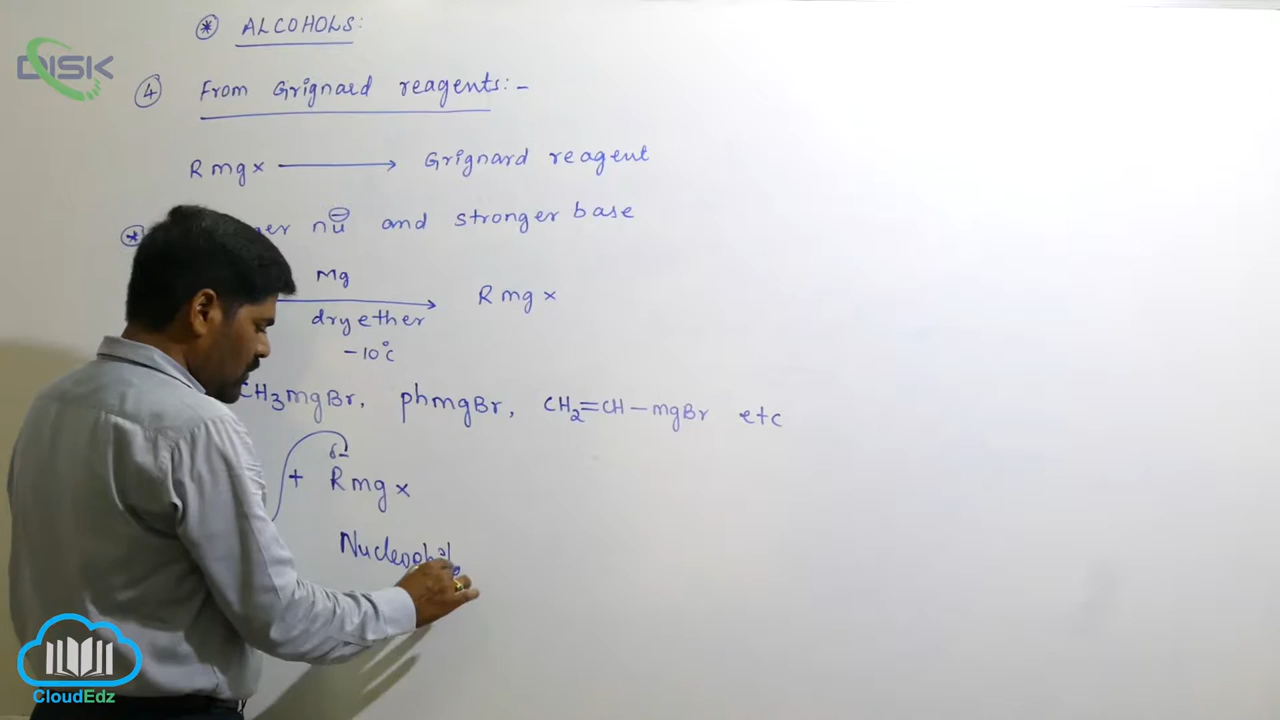 * ALCOHOLS:
DISK
4 From Grignard reagents:-
Rmgx ⟶ Grignard reagent
* nu⊖ and stronger base
Mg
⟶ Rmgx
dry ether
-10°c
CH3mgBr, phmgBr, CH2=CH-mgBr etc
δ-
+ Rmgx
CloudEdz